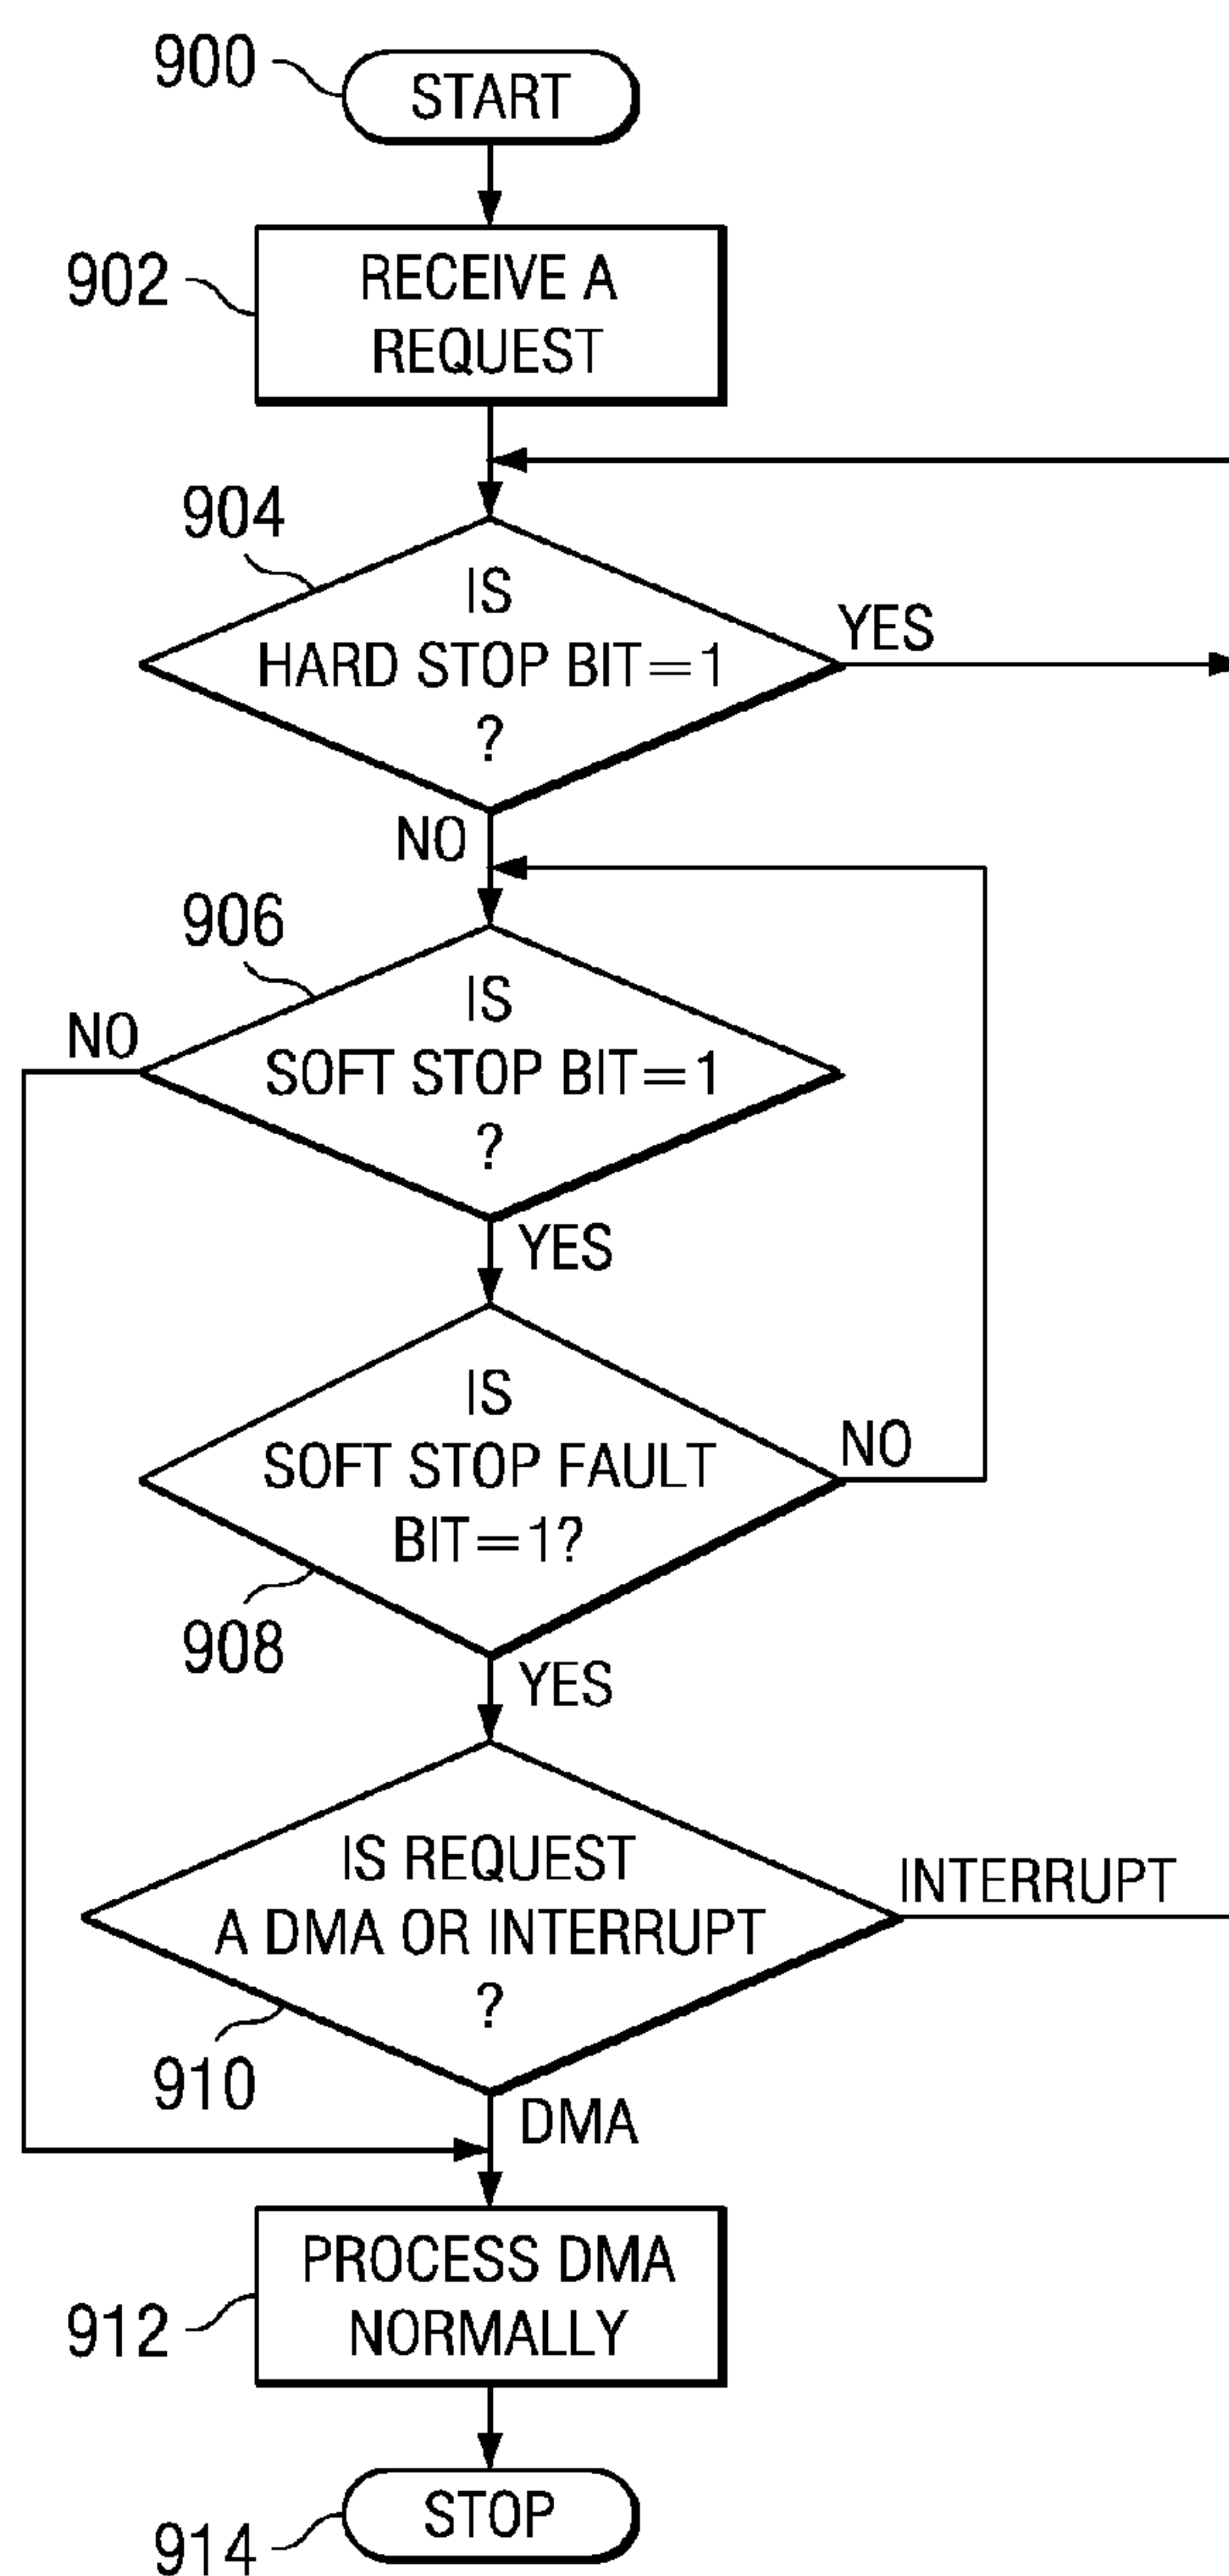 900
START
902
RECEIVE A
REQUEST
904
IS
HARD STOP BIT=1
?
YES
NO
906
IS
SOFT STOP BIT=1
?
NO
YES
IS
SOFT STOP FAULT
BIT=1?
NO
908
YES
IS REQUEST
A DMA OR INTERRUPT
?
INTERRUPT
910
DMA
912
PROCESS DMA
NORMALLY
914
STOP